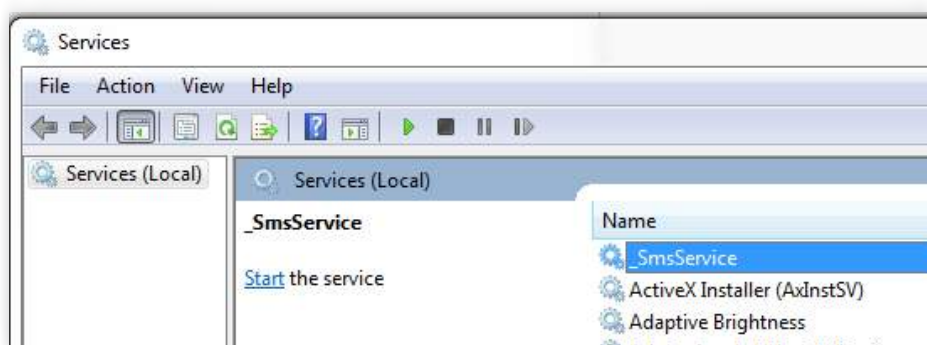 Services
File Action View Help
Services (Local)
Services (Local)
_SmsService
Start the service
Name
_SmsService
ActiveX Installer (AxInstSV)
Adaptive Brightness